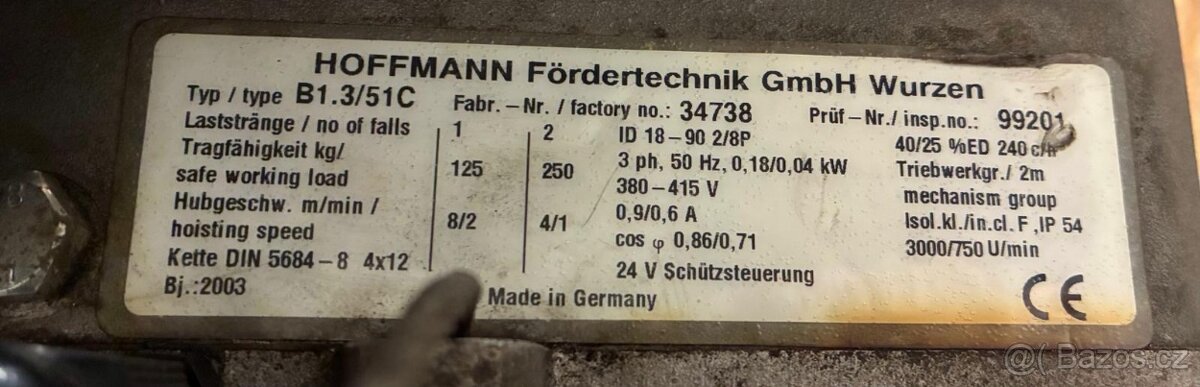 HOFFMANN Fördertechnik GmbH Wurzen
Typ / type B1.3/51C Fabr. - Nr. / factory no.: 34738 Prüf - Nr. / insp.no.: 99201
Laststränge / no of falls 1 2 ID 18 - 90 2/8P 40/25 %ED 240 c/h
Tragfähigkeit kg/ 125 250 3 ph, 50 Hz, 0,18/0,04 kW Triebwerkgr./ 2m
safe working load 380 - 415 V mechanism group
Hubgeschw. m/min / 8/2 4/1 0,9/0,6 A Isol.kl./in.cl. F ,IP 54
hoisting speed cos φ 0,86/0,71 3000/750 U/min
Kette DIN 5684 - 8 4x12 24 V Schützsteuerung
Bj.:2003 Made in Germany CE
Bazos.cz